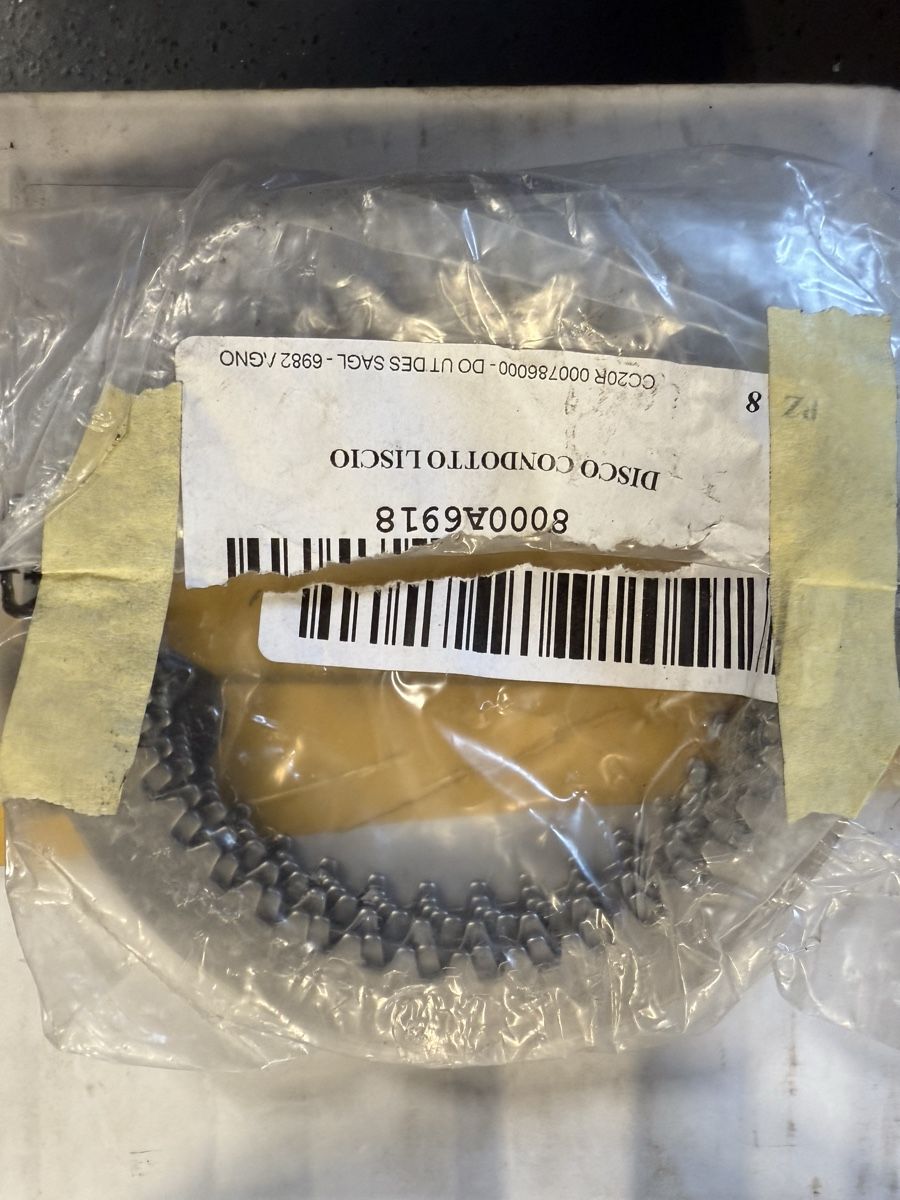 8000A6918
DISCO CONDOTTO LISCIO
8 PZ
CC20R 000786000 - DO UT DES SAGL - 6982 AGNO